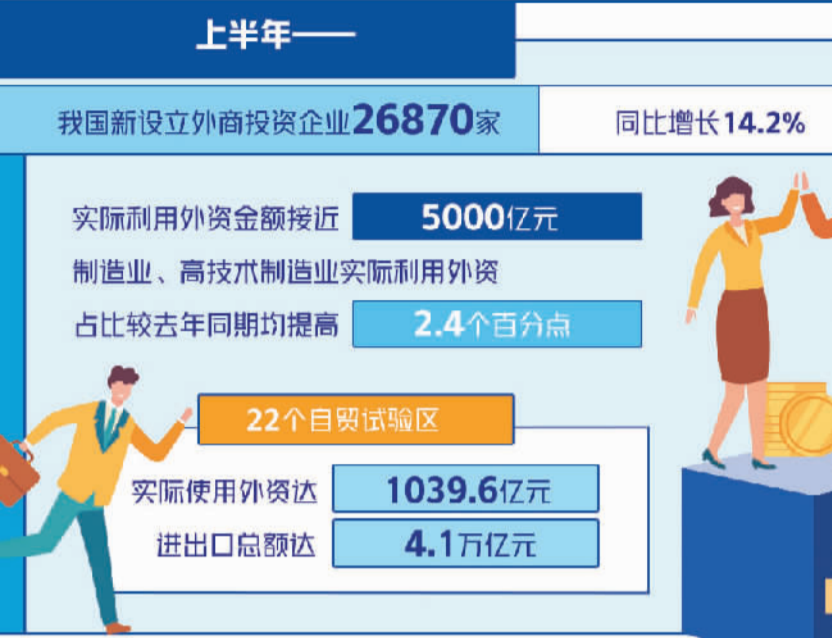 上半年——
我国新设立外商投资企业26870家
同比增长14.2%
实际利用外资金额接近 5000亿元
制造业、高技术制造业实际利用外资
占比较去年同期均提高 2.4个百分点
22个自贸试验区
实际使用外资达 1039.6亿元
进出口总额达 4.1万亿元